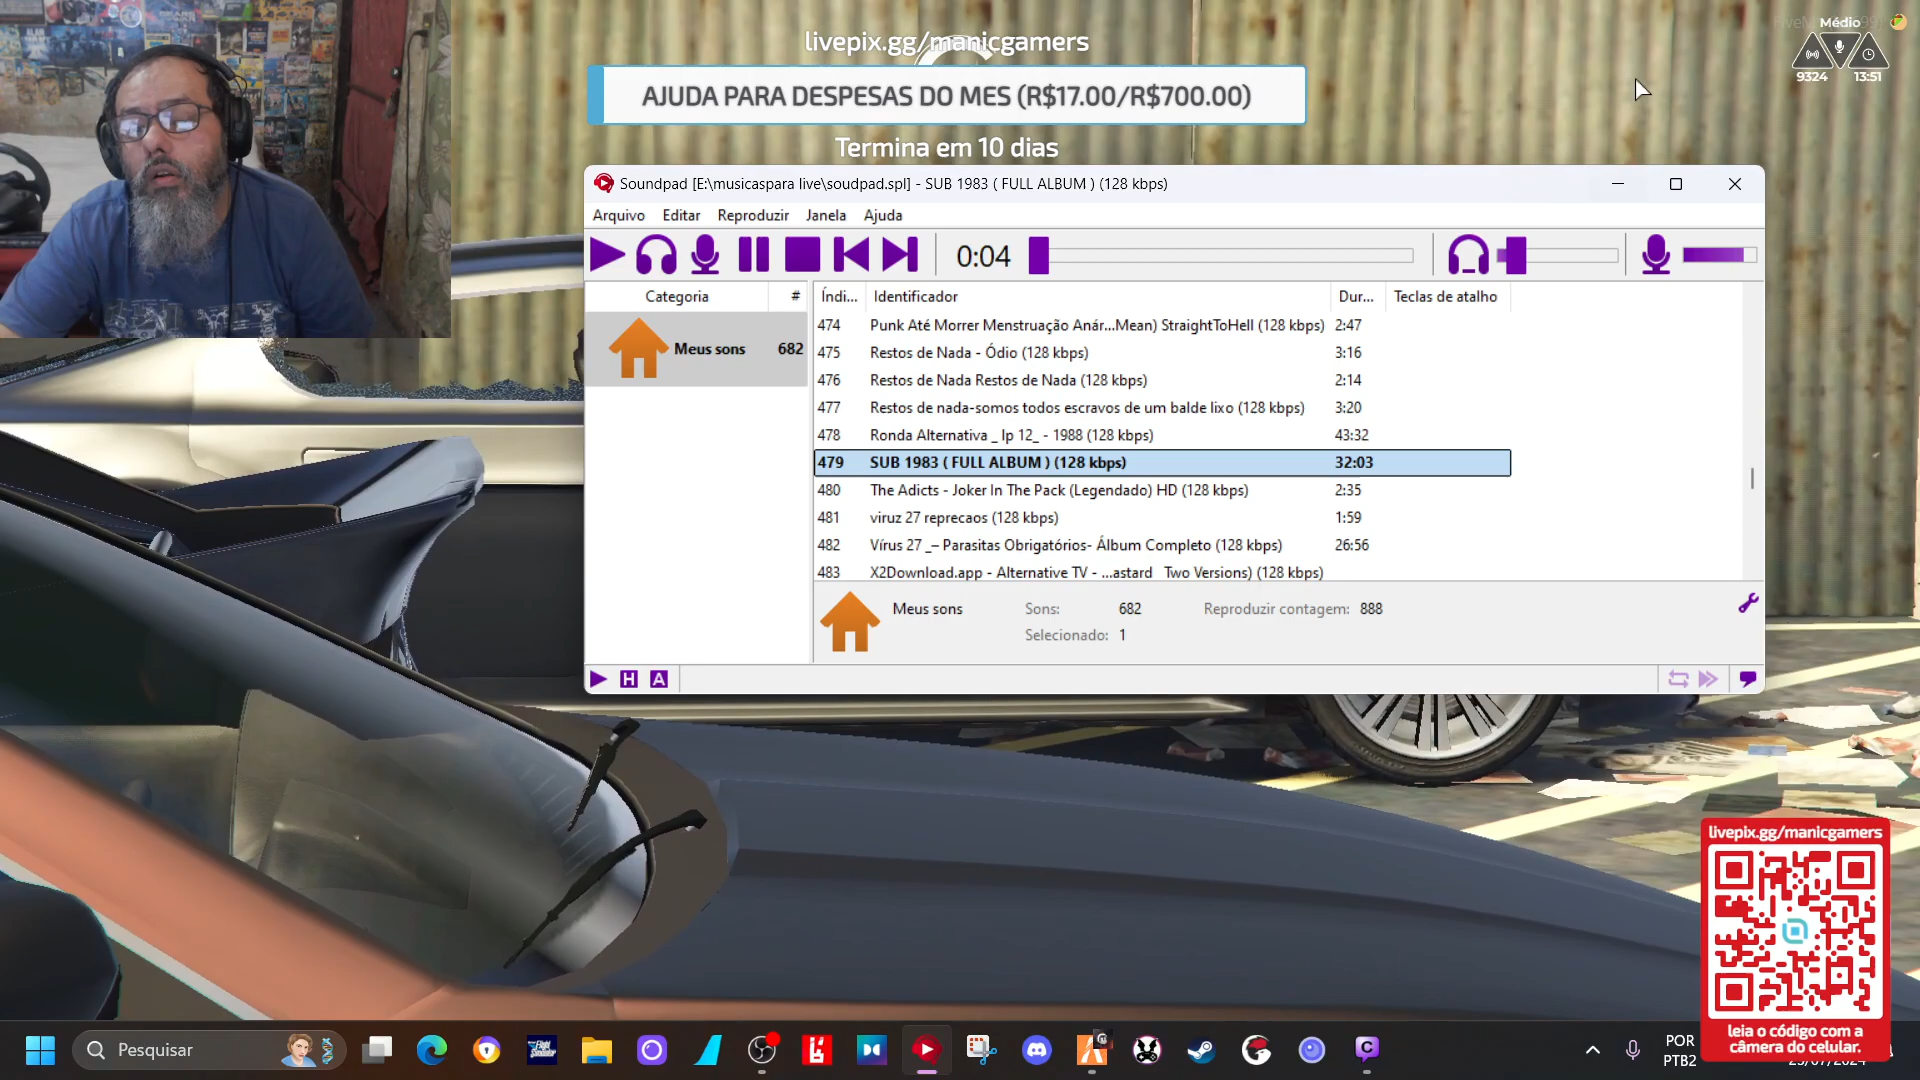 livepix.gg/manicgamers
AJUDA PARA DESPESAS DO MES (R$17.00/R$700.00)
Termina em 10 dias
Médio
9324
13:51
Soundpad [E:\musicaspara live\soudpad.spl] - SUB 1983 ( FULL ALBUM ) (128 kbps)
Arquivo Editar Reproduzir Janela Ajuda
0:04
Categoria # Índi... Identificador Dur... Teclas de atalho
Meus sons 682
474 Punk Até Morrer Menstruação Anár...Mean) StraightToHell (128 kbps) 2:47
475 Restos de Nada - Ódio (128 kbps) 3:16
476 Restos de Nada Restos de Nada (128 kbps) 2:14
477 Restos de nada-somos todos escravos de um balde lixo (128 kbps) 3:20
478 Ronda Alternativa _ lp 12_ - 1988 (128 kbps) 43:32
479 SUB 1983 ( FULL ALBUM ) (128 kbps) 32:03
480 The Adicts - Joker In The Pack (Legendado) HD (128 kbps) 2:35
481 viruz 27 reprecaos (128 kbps) 1:59
482 Vírus 27 _– Parasitas Obrigatórios- Álbum Completo (128 kbps) 26:56
483 X2Download.app - Alternative TV - ...astard Two Versions) (128 kbps)
Meus sons Sons: 682 Reproduzir contagem: 888
Selecionado: 1
H A
livepix.gg/manicgamers
leia o código com a
câmera do celular.
Pesquisar
POR
PTB2